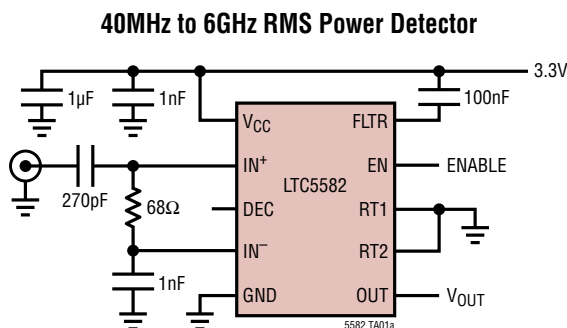 40MHz to 6GHz RMS Power Detector
3.3V
1µF
1nF
100nF
VCC
FLTR
IN+
EN
ENABLE
LTC5582
270pF
68Ω
DEC
RT1
IN–
RT2
1nF
GND
OUT
VOUT
5582 TA01a